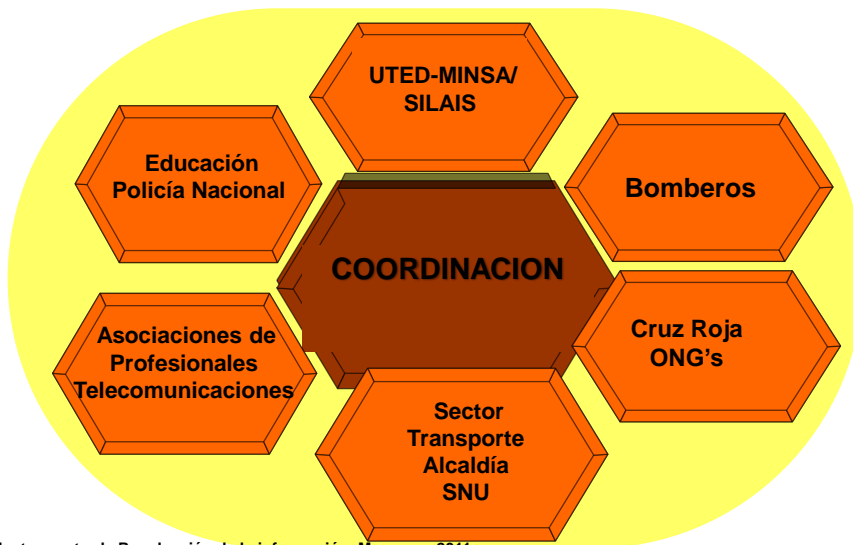 UTED-MINSA/
SILAIS
Educación
Policía Nacional
Bomberos
COORDINACION
Asociaciones de
Profesionales
Telecomunicaciones
Cruz Roja
ONG's
Sector
Transporte
Alcaldía
SNU